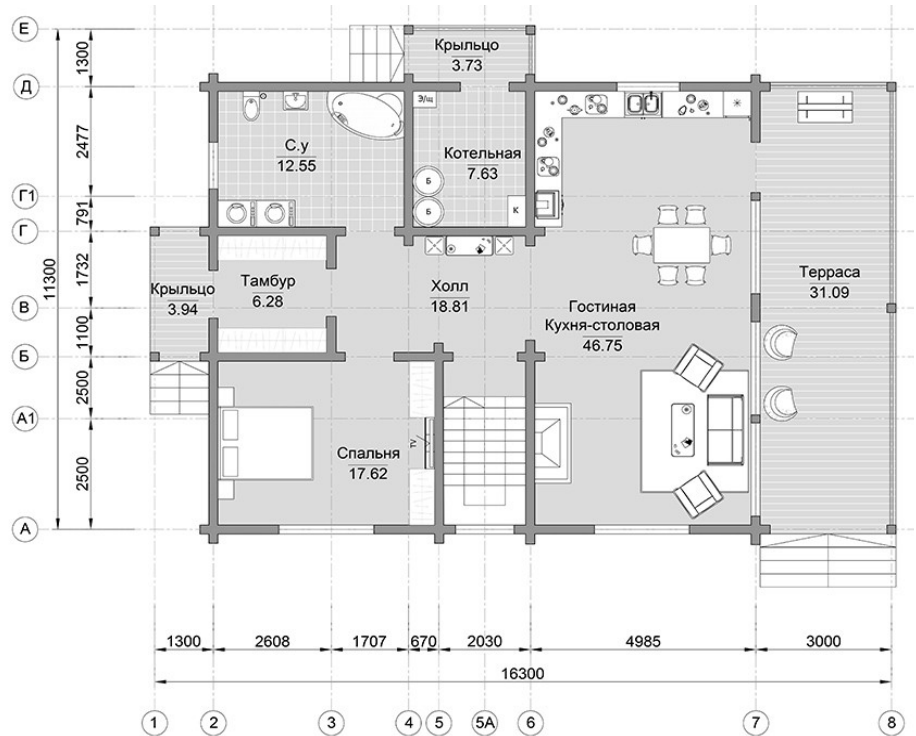 Е
Д
Г1
Г
В
Б
А1
А
1300
2477
791
1732
1100
2500
2500
11300
Крыльцо
3.73
Э/щ
С.у
12.55
Котельная
7.63
Б
Б
К
Крыльцо
3.94
Тамбур
6.28
Холл
18.81
Гостиная
Кухня-столовая
46.75
Терраса
31.09
Спальня
17.62
TV
1300
2608
1707
670
2030
4985
3000
16300
1
2
3
4
5
5А
6
7
8